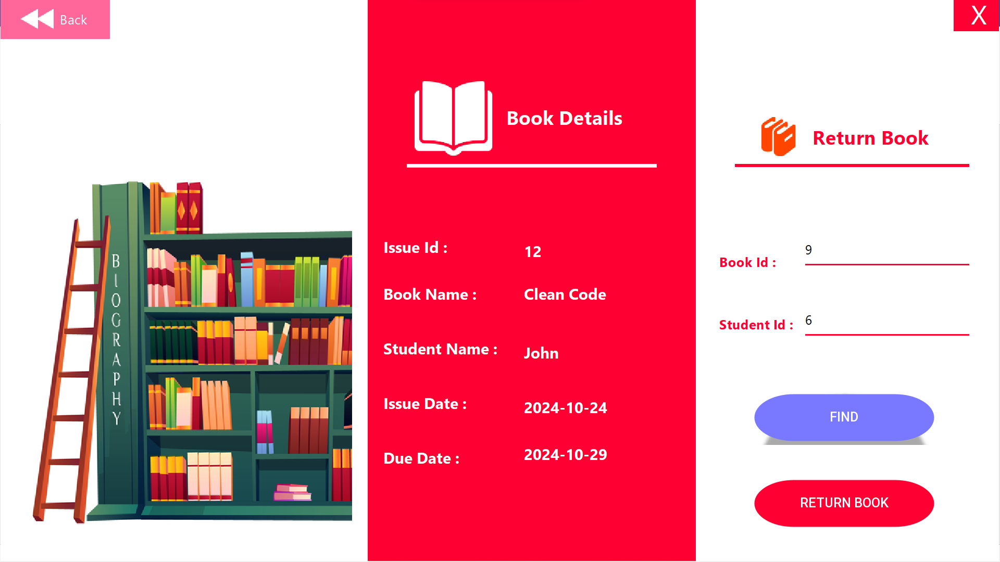 Back
X
BIOGRAPHY
Book Details
Issue Id :
12
Book Name :
Clean Code
Student Name :
John
Issue Date :
2024-10-24
Due Date :
2024-10-29
Return Book
Book Id :
9
Student Id :
6
FIND
RETURN BOOK